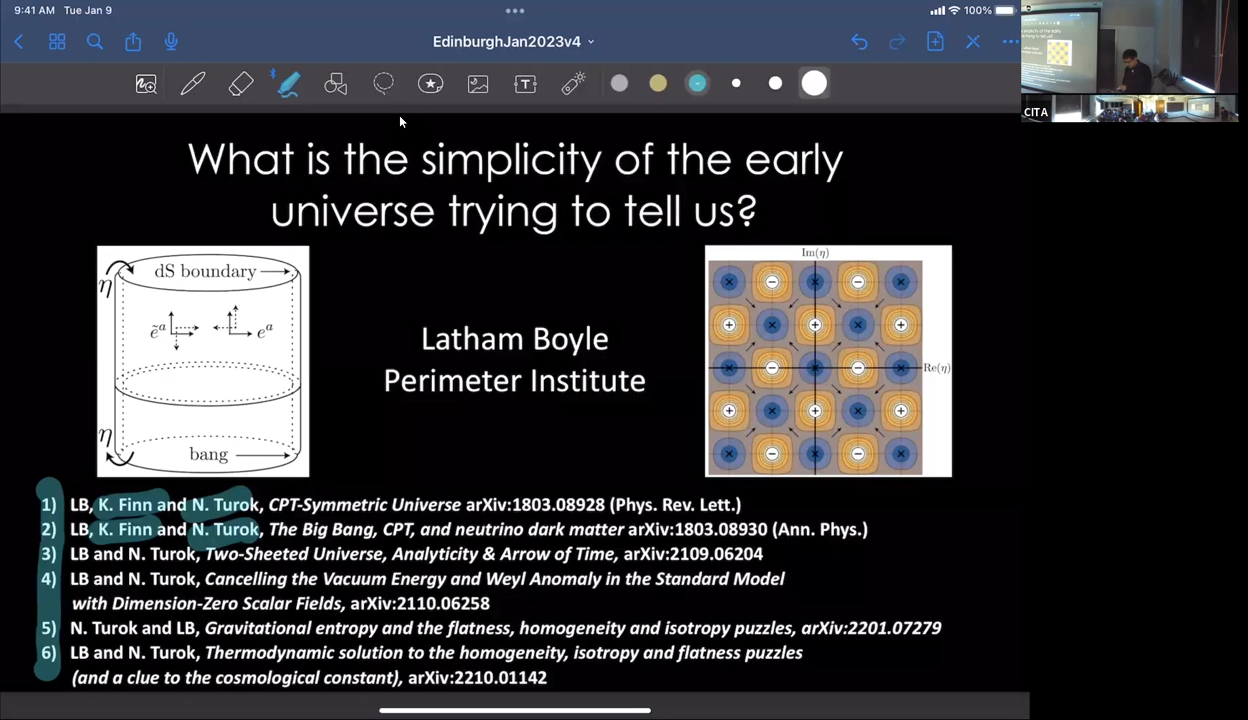 9:41 AM Tue Jan 9
100%
EdinburghJan2023v4
CITA
What is the simplicity of the early
universe trying to tell us?
η
dS boundary
ẽᵃ
eᵃ
η
bang
Latham Boyle
Perimeter Institute
Im(η)
Re(η)
1) LB, K. Finn and N. Turok, CPT-Symmetric Universe arXiv:1803.08928 (Phys. Rev. Lett.)
2) LB, K. Finn and N. Turok, The Big Bang, CPT, and neutrino dark matter arXiv:1803.08930 (Ann. Phys.)
3) LB and N. Turok, Two-Sheeted Universe, Analyticity & Arrow of Time, arXiv:2109.06204
4) LB and N. Turok, Cancelling the Vacuum Energy and Weyl Anomaly in the Standard Model
with Dimension-Zero Scalar Fields, arXiv:2110.06258
5) N. Turok and LB, Gravitational entropy and the flatness, homogeneity and isotropy puzzles, arXiv:2201.07279
6) LB and N. Turok, Thermodynamic solution to the homogeneity, isotropy and flatness puzzles
(and a clue to the cosmological constant), arXiv:2210.01142